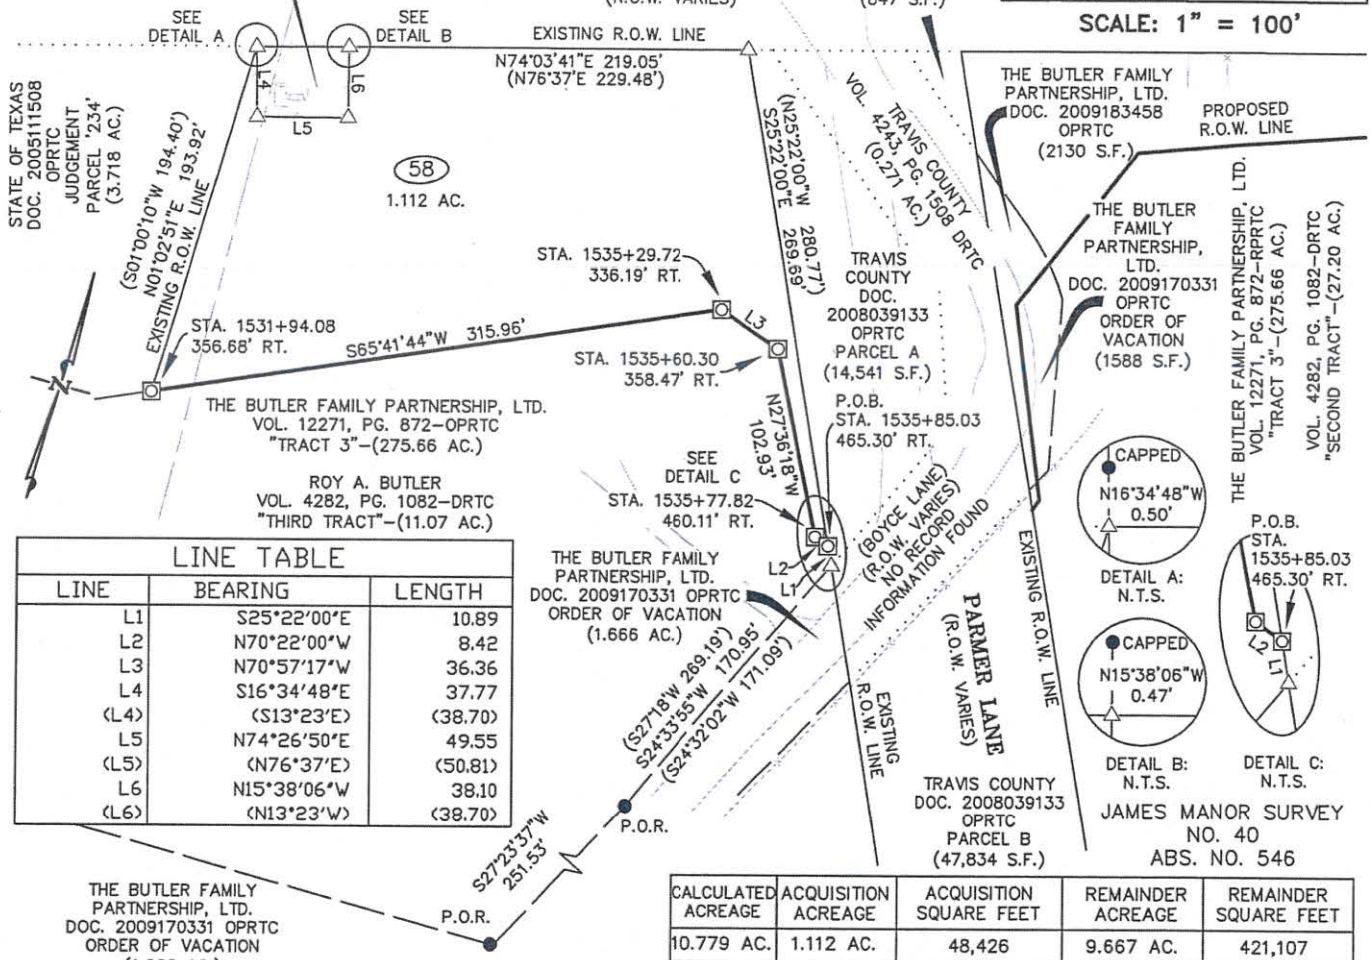 (R.O.W. VARIES)
(847 S.F.)
SCALE: 1" = 100'
SEE
DETAIL A
SEE
DETAIL B
EXISTING R.O.W. LINE
N74°03'41"E 219.05'
(N76°37'E 229.48')
L4
L6
L5
STATE OF TEXAS
DOC. 2005111508
OPRTC
JUDGEMENT
PARCEL '234'
(3.718 AC.)
(S01°00'10"W 194.40')
N01°02'51"E 193.92'
EXISTING R.O.W. LINE
58
1.112 AC.
(N25°22'00"W 280.77')
S25°22'00"E 269.69'
VOL. 4243, PG. 1508 DRTC
TRAVIS COUNTY
(0.271 AC.)
THE BUTLER FAMILY
PARTNERSHIP, LTD.
DOC. 2009183458
OPRTC
(2130 S.F.)
PROPOSED
R.O.W. LINE
THE BUTLER
FAMILY
PARTNERSHIP,
LTD.
DOC. 2009170331
OPRTC
ORDER OF
VACATION
(1588 S.F.)
THE BUTLER FAMILY PARTNERSHIP, LTD.
VOL. 12271, PG. 872-RPRTC
"TRACT 3"-(275.66 AC.)
VOL. 4282, PG. 1082-DRTC
"SECOND TRACT"-(27.20 AC.)
STA. 1535+29.72
336.19' RT.
TRAVIS
COUNTY
DOC.
2008039133
OPRTC
PARCEL A
(14,541 S.F.)
STA. 1531+94.08
356.68' RT.
S65°41'44"W 315.96'
L3
STA. 1535+60.30
358.47' RT.
N
THE BUTLER FAMILY PARTNERSHIP, LTD.
VOL. 12271, PG. 872-OPRTC
"TRACT 3"-(275.66 AC.)
N27°36'18"W
102.93'
P.O.B.
STA. 1535+85.03
465.30' RT.
ROY A. BUTLER
VOL. 4282, PG. 1082-DRTC
"THIRD TRACT"-(11.07 AC.)
SEE
DETAIL C
STA. 1535+77.82
460.11' RT.
L2
L1
(BOYCE LANE)
(R.O.W. VARIES)
NO RECORD
INFORMATION FOUND
CAPPED
N16°34'48"W
0.50'
DETAIL A:
N.T.S.
CAPPED
N15°38'06"W
0.47'
DETAIL B:
N.T.S.
P.O.B.
STA.
1535+85.03
465.30' RT.
L2
L1
DETAIL C:
N.T.S.
LINE TABLE
LINE BEARING LENGTH
L1 S25°22'00"E 10.89
L2 N70°22'00"W 8.42
L3 N70°57'17"W 36.36
L4 S16°34'48"E 37.77
(L4) (S13°23'E) (38.70)
L5 N74°26'50"E 49.55
(L5) (N76°37'E) (50.81)
L6 N15°38'06"W 38.10
(L6) (N13°23'W) (38.70)
THE BUTLER FAMILY
PARTNERSHIP, LTD.
DOC. 2009170331 OPRTC
ORDER OF VACATION
(1.666 AC.)
(S27°18'W 269.19')
S24°33'55"W 170.95'
(S24°32'02"W 171.09')
EXISTING
R.O.W. LINE
PARMER LANE
(R.O.W. VARIES)
EXISTING R.O.W. LINE
TRAVIS COUNTY
DOC. 2008039133
OPRTC
PARCEL B
(47,834 S.F.)
JAMES MANOR SURVEY
NO. 40
ABS. NO. 546
P.O.R.
S27°23'37"W
251.53'
P.O.R.
THE BUTLER FAMILY
PARTNERSHIP, LTD.
DOC. 2009170331 OPRTC
ORDER OF VACATION
CALCULATED ACREAGE ACQUISITION ACREAGE ACQUISITION SQUARE FEET REMAINDER ACREAGE REMAINDER SQUARE FEET
10.779 AC. 1.112 AC. 48,426 9.667 AC. 421,107